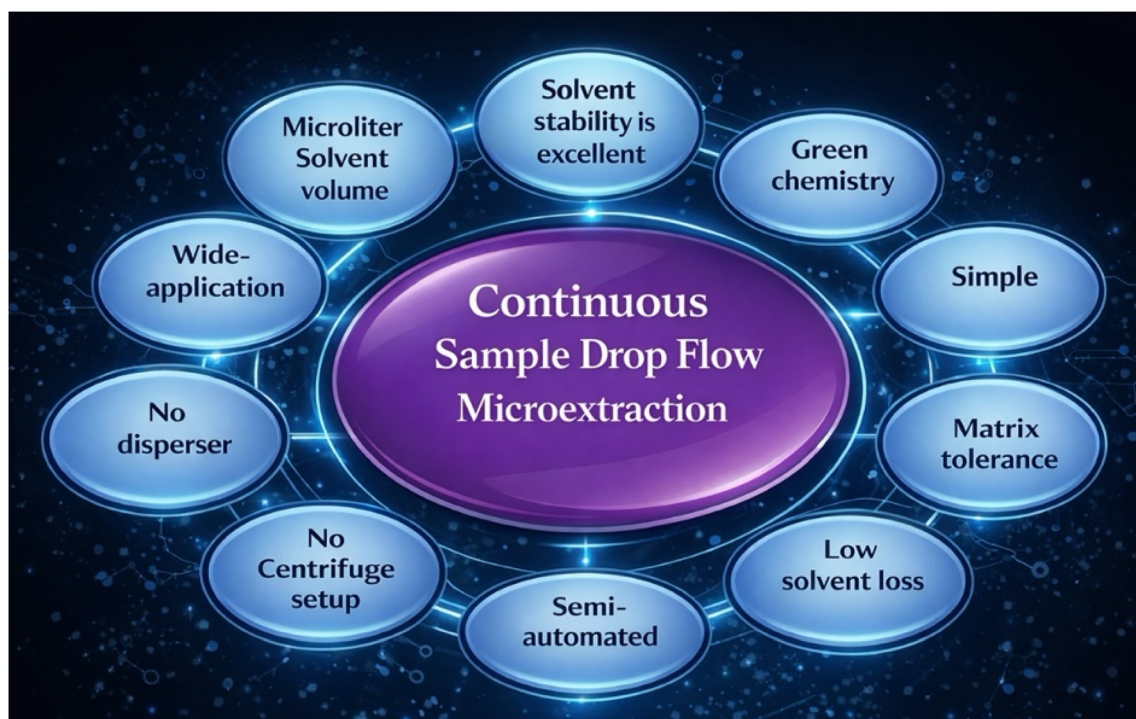 Continuous
Sample Drop Flow
Microextraction
Solvent
stability is
excellent
Green
chemistry
Simple
Matrix
tolerance
Low
solvent loss
Semi-
automated
No
Centrifuge
setup
No
disperser
Wide-
application
Microliter
Solvent
volume